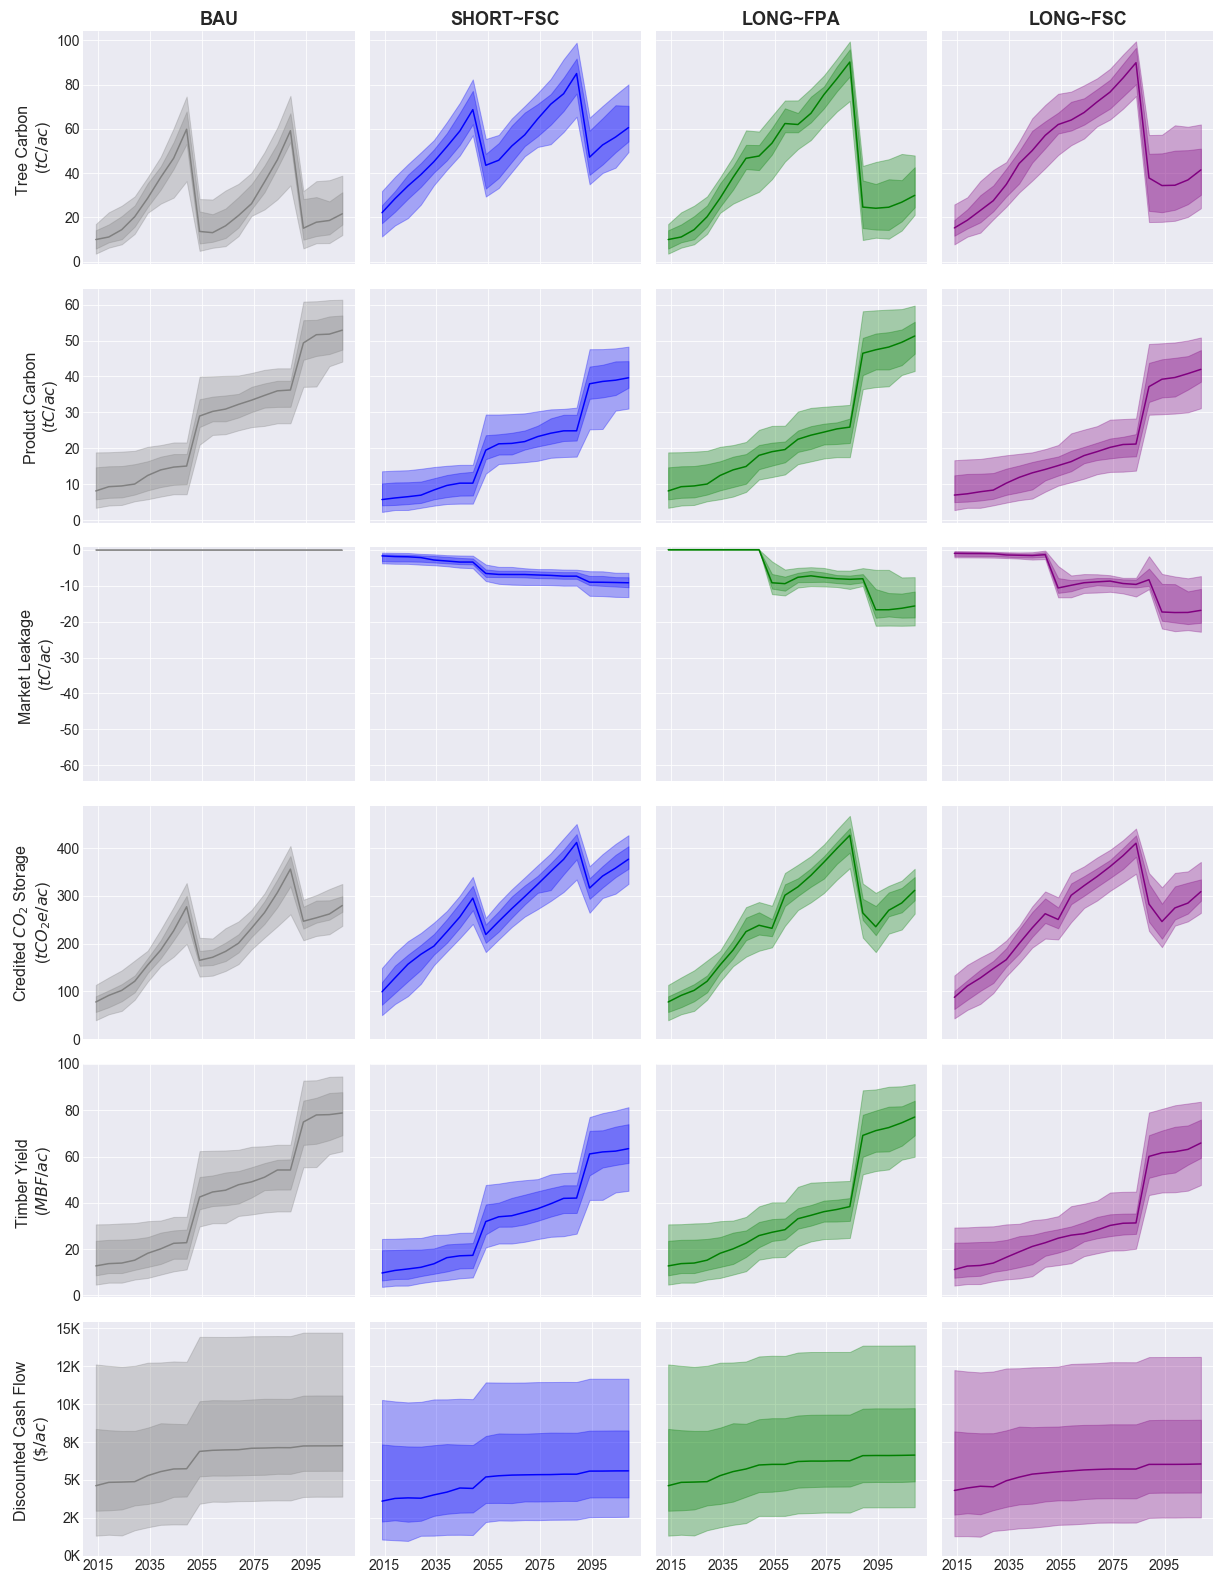 BAU SHORT~FSC LONG~FPA LONG~FSC
Tree Carbon
(tC/ac)
100
80
60
40
20
0
Product Carbon
(tC/ac)
60
50
40
30
20
10
0
Market Leakage
(tC/ac)
0
-10
-20
-30
-40
-50
-60
Credited CO₂ Storage
(tCO₂e/ac)
400
300
200
100
0
Timber Yield
(MBF/ac)
100
80
60
40
20
0
Discounted Cash Flow
($/ac)
15K
12K
10K
8K
5K
2K
0K
2015 2035 2055 2075 2095 2015 2035 2055 2075 2095 2015 2035 2055 2075 2095 2015 2035 2055 2075 2095